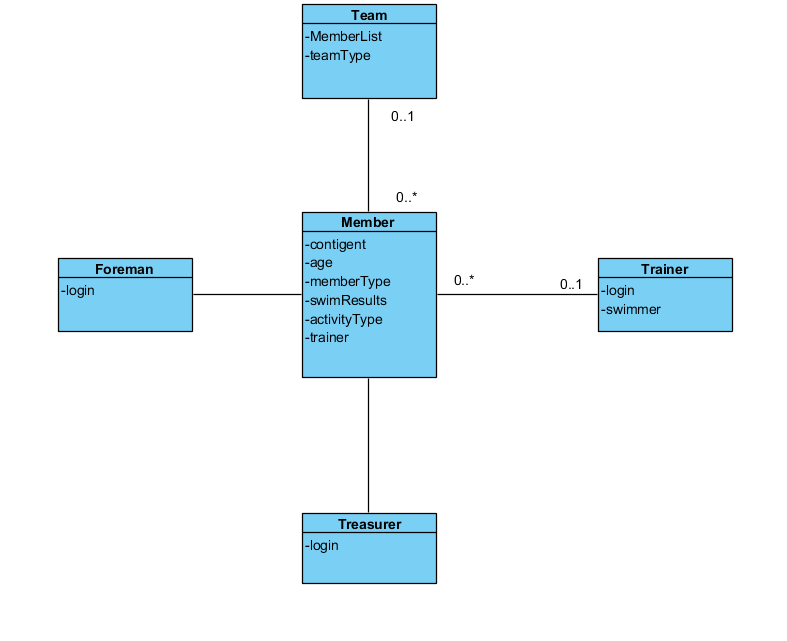 Team
-MemberList
-teamType
0..1
0..*
Member
-contigent
-age
-memberType
-swimResults
-activityType
-trainer
Foreman
-login
0..*
0..1
Trainer
-login
-swimmer
Treasurer
-login